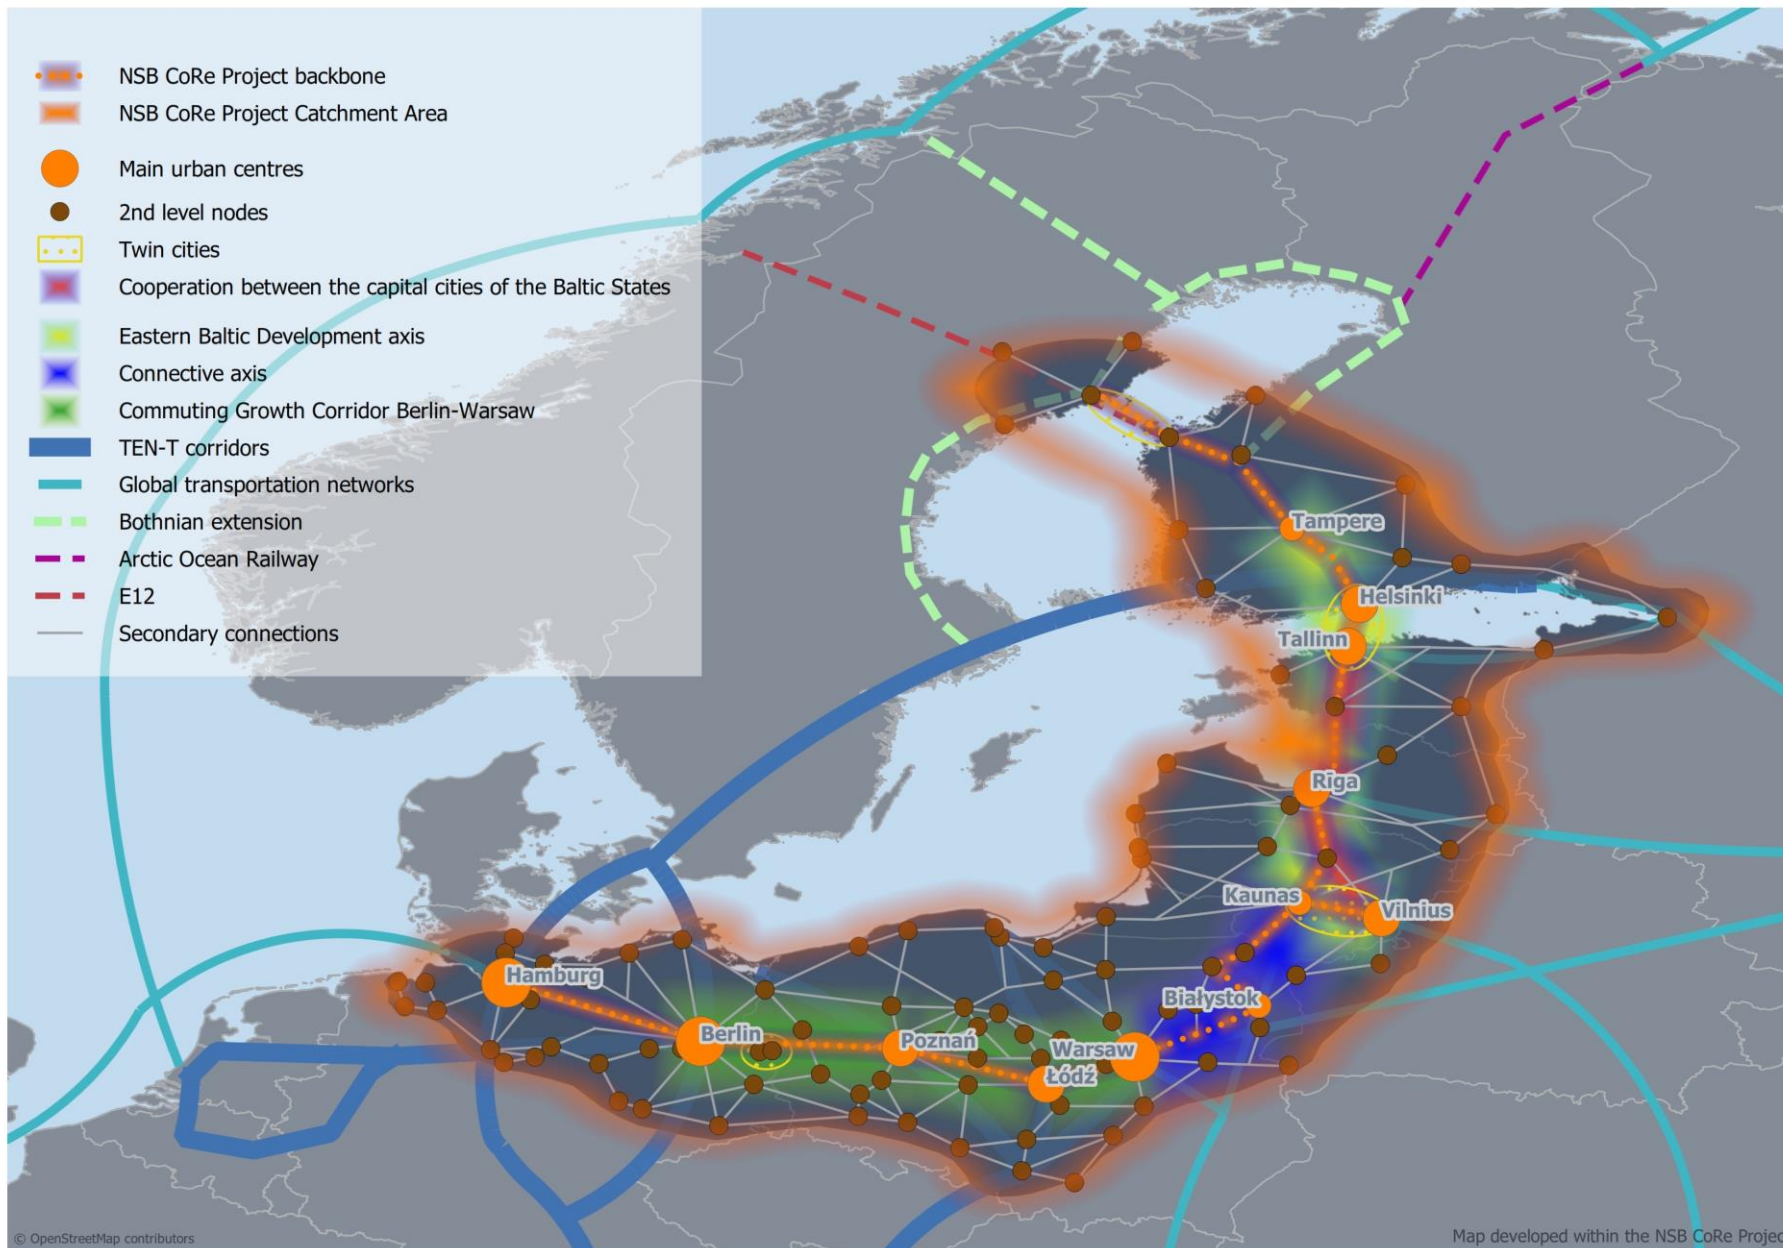 NSB CoRe Project backbone
NSB CoRe Project Catchment Area
Main urban centres
2nd level nodes
Twin cities
Cooperation between the capital cities of the Baltic States
Eastern Baltic Development axis
Connective axis
Commuting Growth Corridor Berlin-Warsaw
TEN-T corridors
Global transportation networks
Bothnian extension
Arctic Ocean Railway
E12
Secondary connections
Tampere
Helsinki
Tallinn
Rīga
Kaunas
Vilnius
Hamburg
Białystok
Berlin
Poznań
Warsaw
Łódź
© OpenStreetMap contributors
Map developed within the NSB CoRe Projec